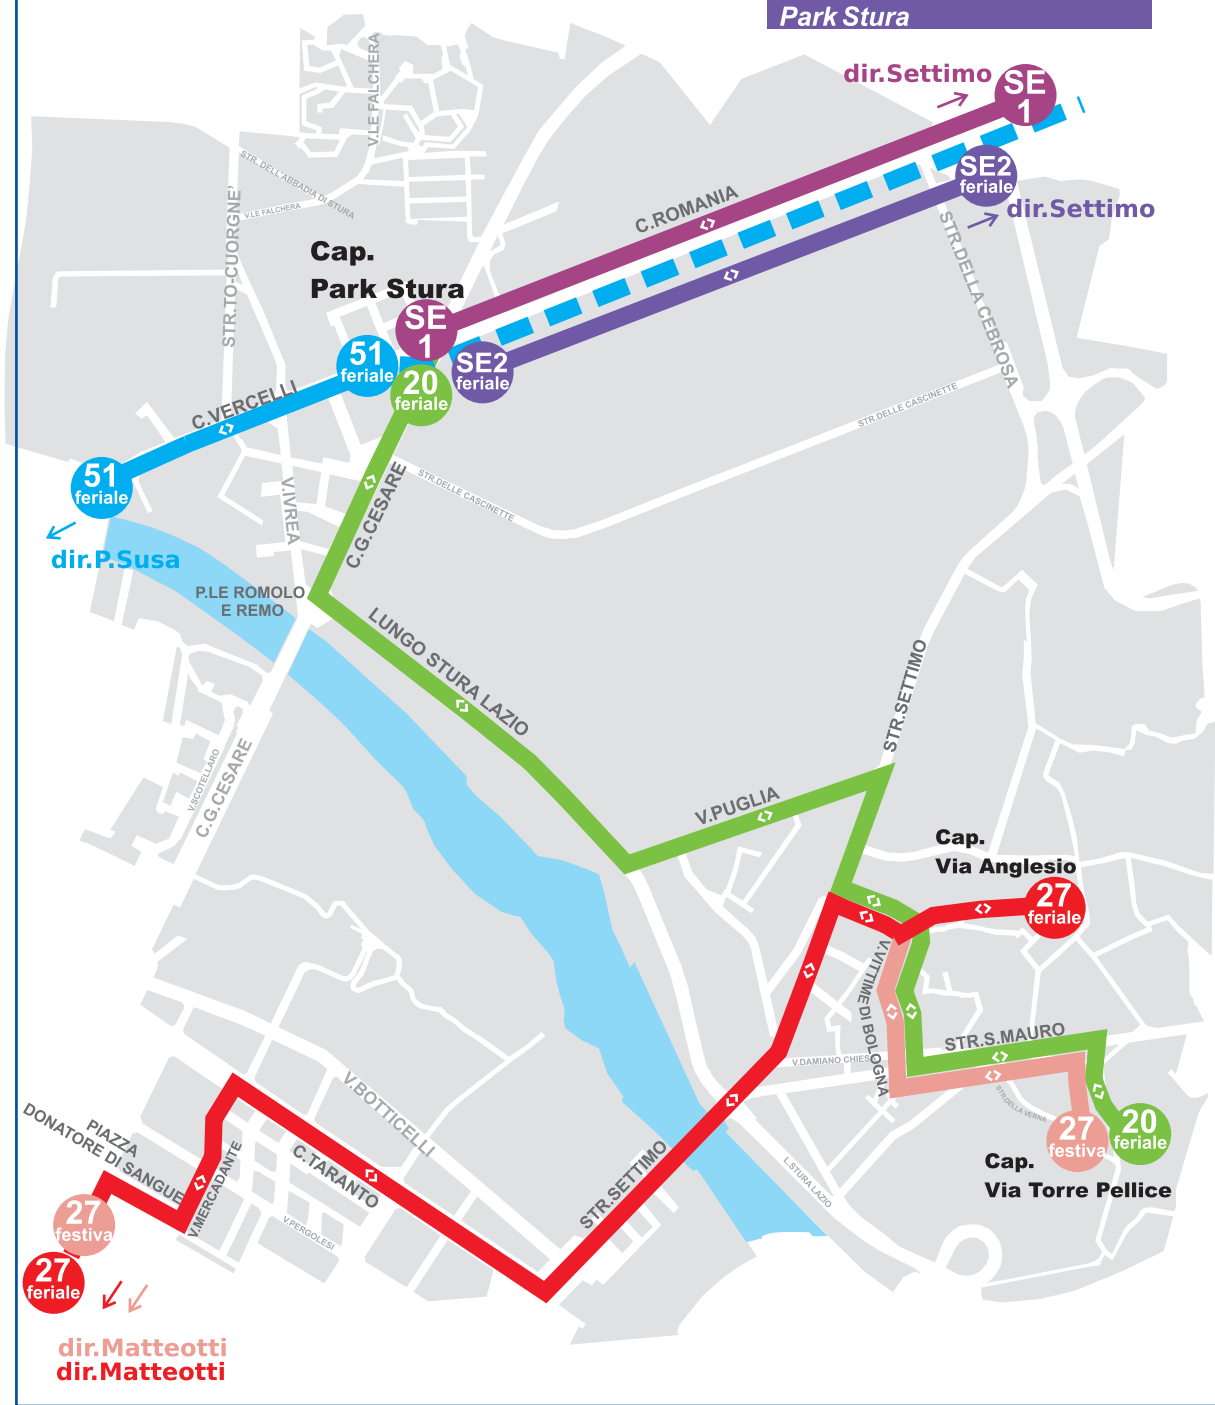 Park Stura
dir.Settimo
SE
1
V.LE FALCHERA
STR. DELL'ABBADIA DI STURA
V.LE FALCHERA
STR.TO-CUORGNE'
C.ROMANIA
SE2
feriale
dir.Settimo
STR.DELLA CEBROSA
Cap.
Park Stura
SE
1
51
feriale
SE2
feriale
20
feriale
C.VERCELLI
STR.DELLE CASCINETTE
STR.DELLE CASCINETTE
51
feriale
dir.P.Susa
V.IVREA
C.G.CESARE
P.LE ROMOLO
E REMO
LUNGO STURA LAZIO
STR.SETTIMO
V.SCOTELLARO
C.G.CESARE
V.PUGLIA
Cap.
Via Anglesio
27
feriale
V.VITTIME DI BOLOGNA
STR.S.MAURO
V.DAMIANO CHIESA
STR.DELLA VERNA
20
feriale
27
festiva
Cap.
Via Torre Pellice
V.BOTTICELLI
C.TARANTO
PIAZZA
DONATORE DI SANGUE
V.MERCADANTE
V.PERGOLESI
STR.SETTIMO
L.STURA LAZIO
27
festiva
27
feriale
dir.Matteotti
dir.Matteotti